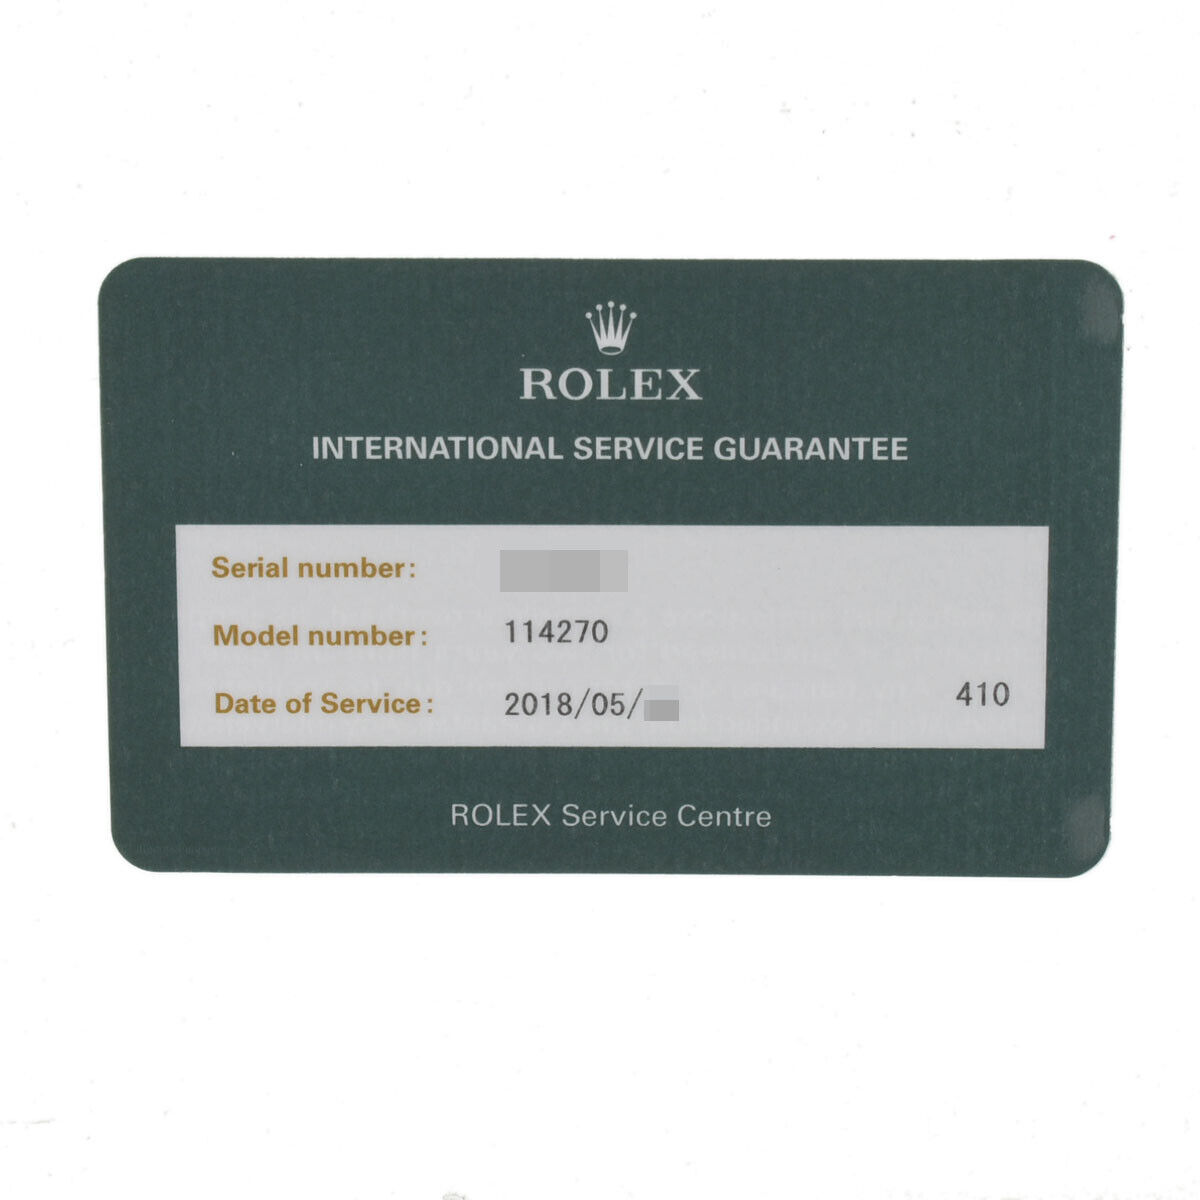 ROLEX
INTERNATIONAL SERVICE GUARANTEE
Serial number:
Model number: 114270
Date of Service: 2018/05/ 410
ROLEX Service Centre